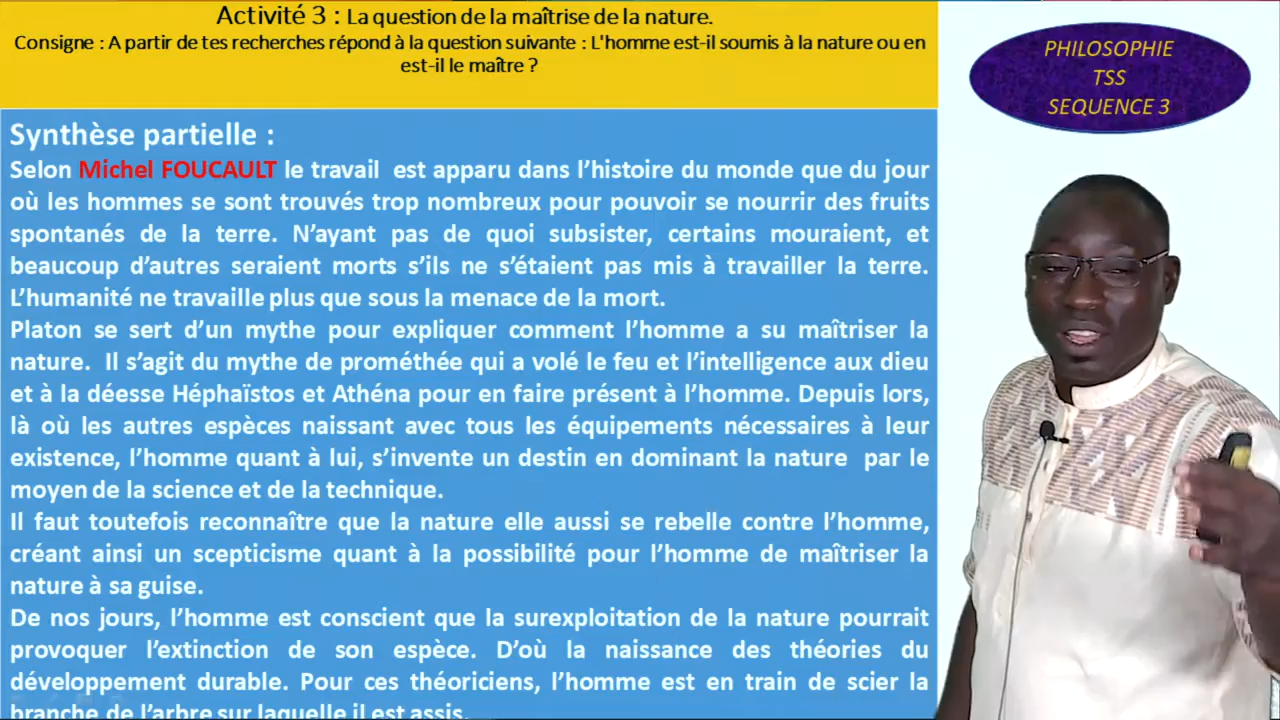 Activité 3 : La question de la maîtrise de la nature.
Consigne : A partir de tes recherches répond à la question suivante : L'homme est-il soumis à la nature ou en
est-il le maître ?
PHILOSOPHIE
TSS
SEQUENCE 3
Synthèse partielle :
Selon Michel FOUCAULT le travail est apparu dans l’histoire du monde que du jour
où les hommes se sont trouvés trop nombreux pour pouvoir se nourrir des fruits
spontanés de la terre. N’ayant pas de quoi subsister, certains mouraient, et
beaucoup d’autres seraient morts s’ils ne s’étaient pas mis à travailler la terre.
L’humanité ne travaille plus que sous la menace de la mort.
Platon se sert d’un mythe pour expliquer comment l’homme a su maîtriser la
nature. Il s’agit du mythe de prométhée qui a volé le feu et l’intelligence aux dieu
et à la déesse Héphaïstos et Athéna pour en faire présent à l’homme. Depuis lors,
là où les autres espèces naissant avec tous les équipements nécessaires à leur
existence, l’homme quant à lui, s’invente un destin en dominant la nature par le
moyen de la science et de la technique.
Il faut toutefois reconnaître que la nature elle aussi se rebelle contre l’homme,
créant ainsi un scepticisme quant à la possibilité pour l’homme de maîtriser la
nature à sa guise.
De nos jours, l’homme est conscient que la surexploitation de la nature pourrait
provoquer l’extinction de son espèce. D’où la naissance des théories du
développement durable. Pour ces théoriciens, l’homme est en train de scier la
branche de l’arbre sur laquelle il est assis.